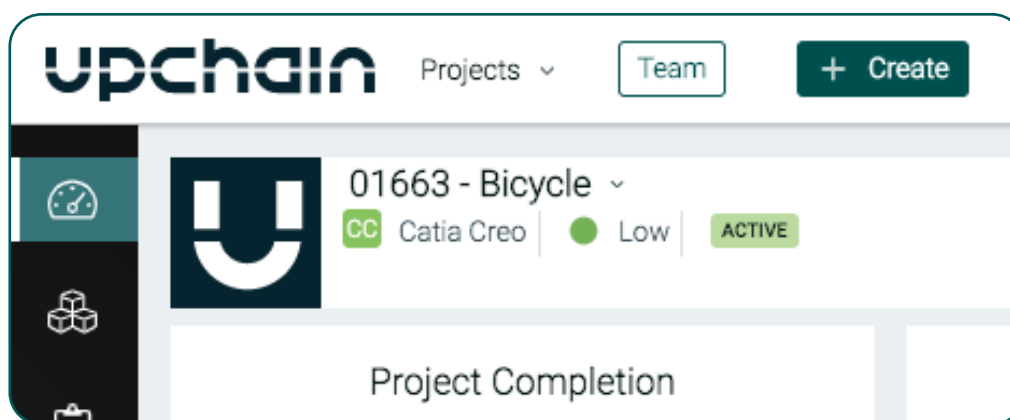 upchain Projects Team + Create
01663 - Bicycle
CC Catia Creo Low ACTIVE
Project Completion